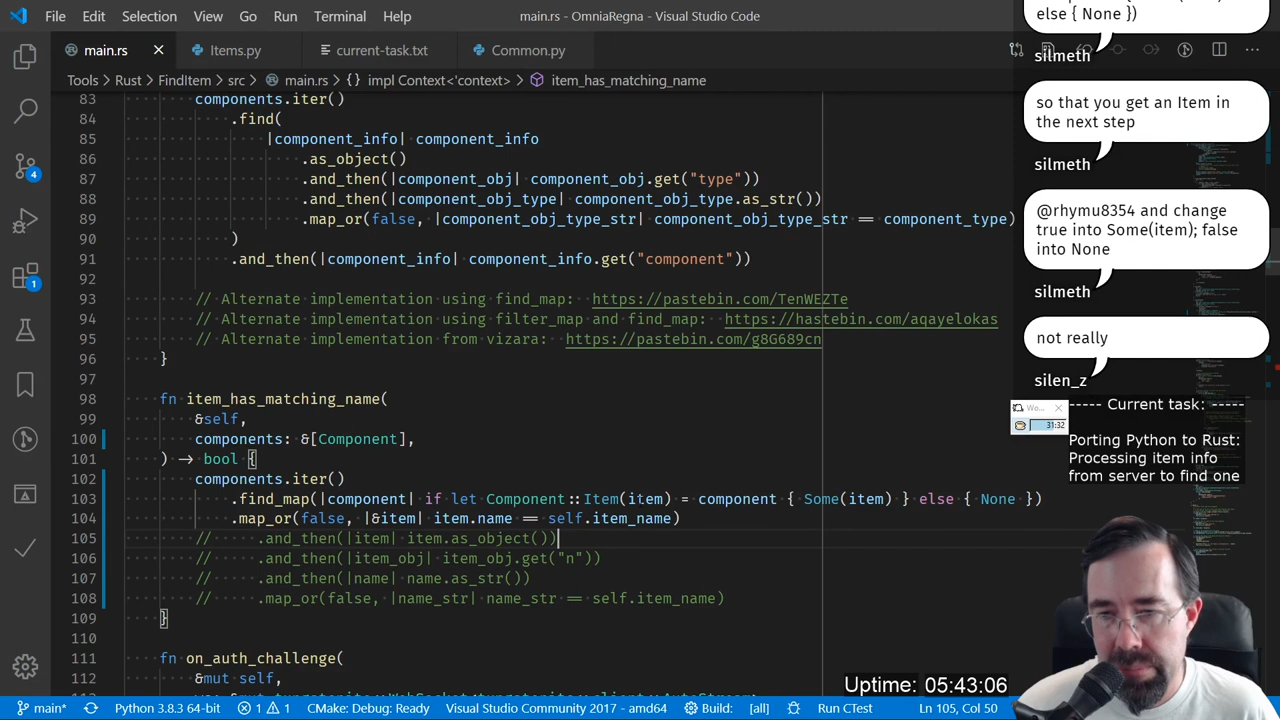 File Edit Selection View Go Run Terminal Help
main.rs - OmniaRegna - Visual Studio Code
main.rs Items.py current-task.txt Common.py
Tools > Rust > FindItem > src > main.rs > {} impl Context<'context> > item_has_matching_name
83 components.iter()
84 .find(
85 |component_info| component_info
86 .as_object()
87 .and_then(|component_obj| component_obj.get("type"))
88 .and_then(|component_obj_type| component_obj_type.as_str())
89 .map_or(false, |component_obj_type_str| component_obj_type_str == component_type)
90 )
91 .and_then(|component_info| component_info.get("component"))
92
93 // Alternate implementation using find_map: https://pastebin.com/TenWEZTe
94 // Alternate implementation using filter_map and find_map: https://hastebin.com/aqayelokas
95 // Alternate implementation from vizara: https://pastebin.com/g8G689cn
96 }
97
98 fn item_has_matching_name(
99 &self,
100 components: &[Component],
101 ) -> bool {
102 components.iter()
103 .find_map(|component| if let Component::Item(item) = component { Some(item) } else { None })
104 .map_or(false, |&item| item.name == self.item_name)
105 // .and_then(|item| item.as_object())
106 // .and_then(|item_obj| item_obj.get("n"))
107 // .and_then(|name| name.as_str())
108 // .map_or(false, |name_str| name_str == self.item_name)
109 }
110
111 fn on_auth_challenge(
&mut self,
else { None })
silmeth
so that you get an Item in
the next step
silmeth
@rhymu8354 and change
true into Some(item); false
into None
silmeth
not really
silen_z
31:32
----- Current task: -----
Porting Python to Rust:
Processing item info
from server to find one
Uptime: 05:43:06
4
1
main* Python 3.8.3 64-bit 1 1 CMake: Debug: Ready Visual Studio Community 2017 - amd64 Build: [all] Run CTest Ln 105, Col 50